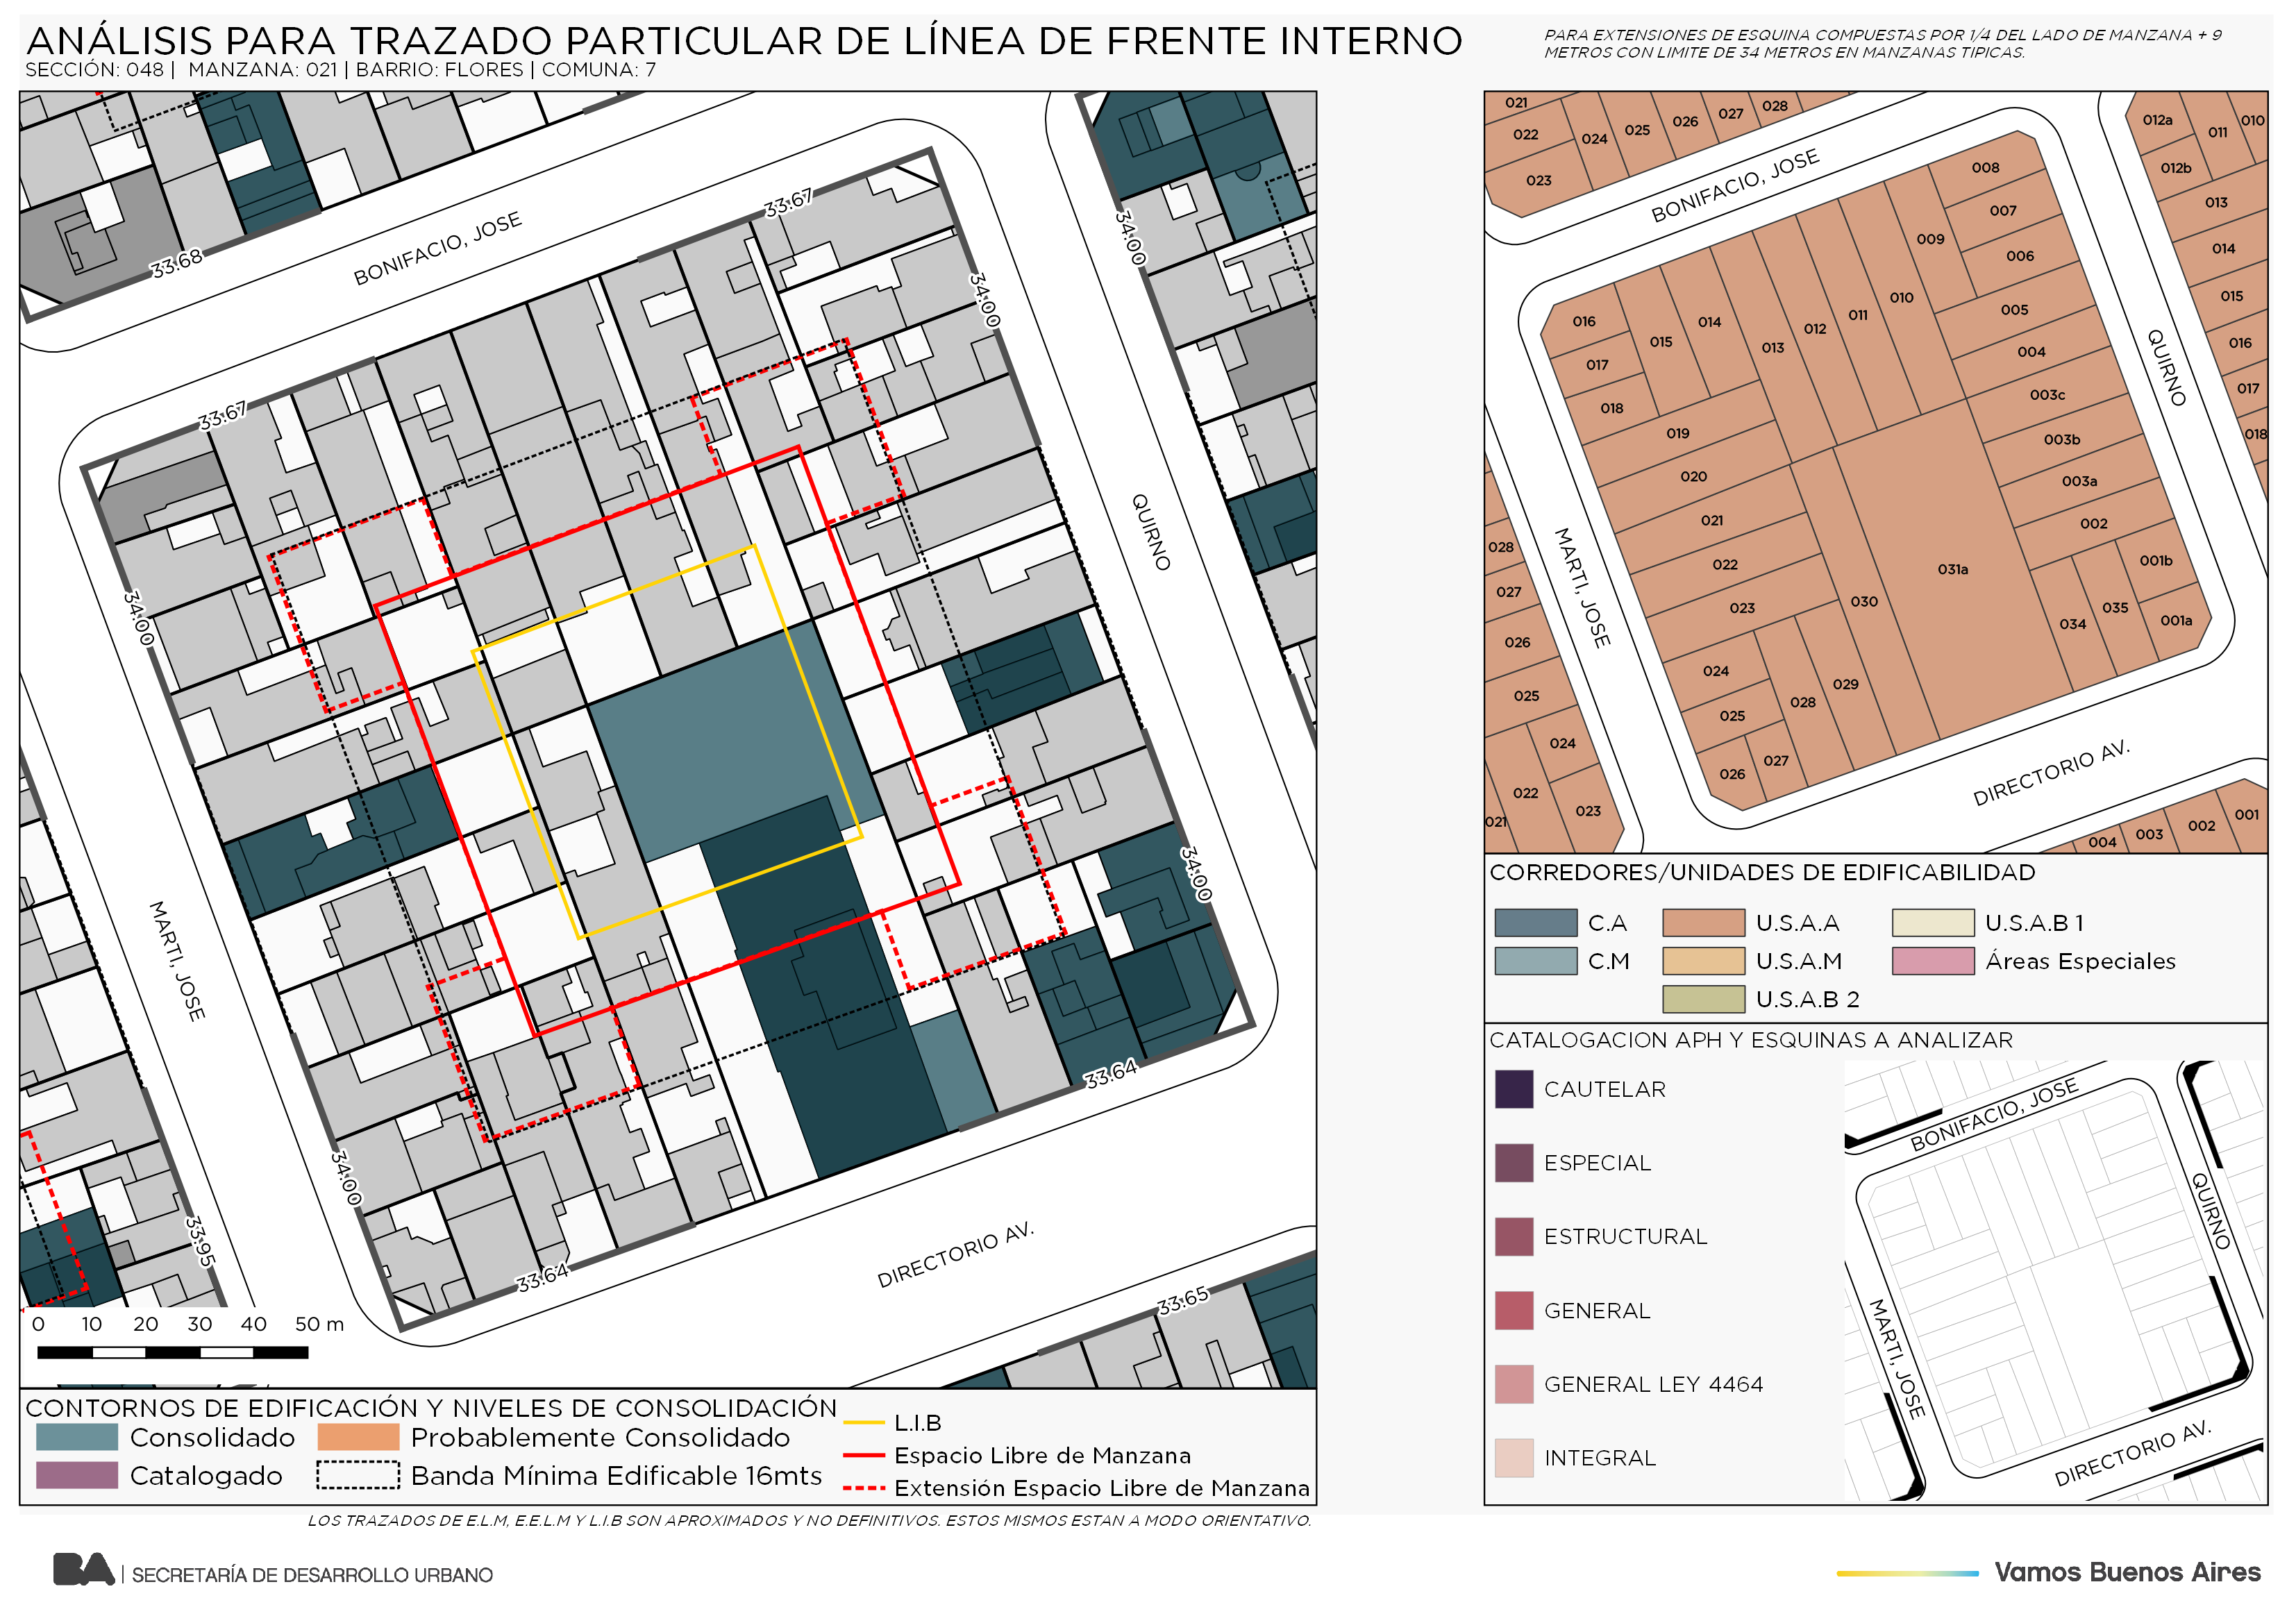 ANÁLISIS PARA TRAZADO PARTICULAR DE LÍNEA DE FRENTE INTERNO
SECCIÓN: 048 | MANZANA: 021 | BARRIO: FLORES | COMUNA: 7
PARA EXTENSIONES DE ESQUINA COMPUESTAS POR 1/4 DEL LADO DE MANZANA + 9
METROS CON LIMITE DE 34 METROS EN MANZANAS TIPICAS.
33.68
BONIFACIO, JOSE
33.67
34.00
33.67
34.00
QUIRNO
34.00
MARTI, JOSE
34.00
34.00
33.95
33.64
33.64
DIRECTORIO AV.
33.65
0 10 20 30 40 50 m
CONTORNOS DE EDIFICACIÓN Y NIVELES DE CONSOLIDACIÓN
Consolidado
Probablemente Consolidado
Catalogado
Banda Mínima Edificable 16mts
L.I.B
Espacio Libre de Manzana
Extensión Espacio Libre de Manzana
LOS TRAZADOS DE E.L.M, E.E.L.M Y L.I.B SON APROXIMADOS Y NO DEFINITIVOS. ESTOS MISMOS ESTAN A MODO ORIENTATIVO.
021
022
023
024
025
026
027
028
BONIFACIO, JOSE
012a
011
010
012b
013
014
015
016
017
018
008
007
006
009
005
004
003c
003b
003a
002
001b
001a
010
011
012
013
014
015
016
017
018
019
020
021
022
023
024
025
026
027
028
029
030
031a
034
035
QUIRNO
MARTI, JOSE
028
027
026
025
024
022
023
021
DIRECTORIO AV.
004
003
002
001
CORREDORES/UNIDADES DE EDIFICABILIDAD
C.A
U.S.A.A
U.S.A.B 1
C.M
U.S.A.M
Áreas Especiales
U.S.A.B 2
CATALOGACION APH Y ESQUINAS A ANALIZAR
CAUTELAR
ESPECIAL
ESTRUCTURAL
GENERAL
GENERAL LEY 4464
INTEGRAL
BONIFACIO, JOSE
QUIRNO
MARTI, JOSE
DIRECTORIO AV.
BA | SECRETARÍA DE DESARROLLO URBANO
Vamos Buenos Aires